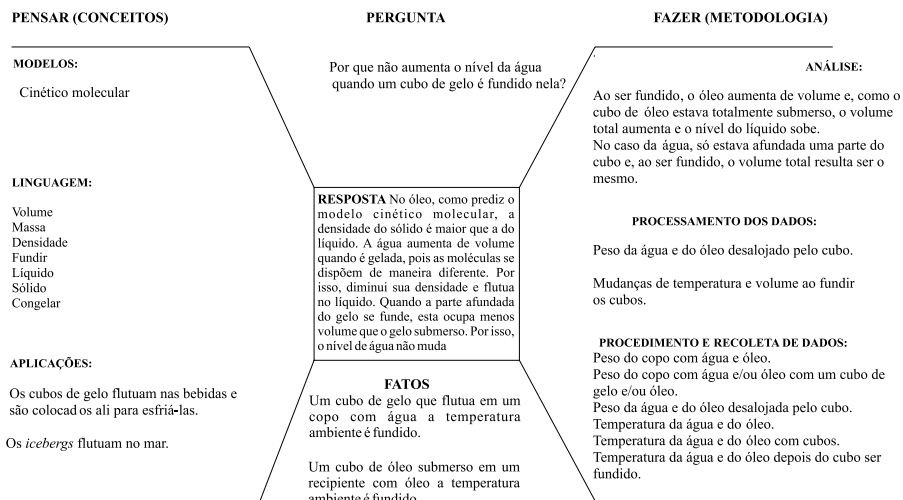 PENSAR (CONCEITOS)
MODELOS:
Cinético molecular
LINGUAGEM:
Volume
Massa
Densidade
Fundir
Líquido
Sólido
Congelar
APLICAÇÕES:
Os cubos de gelo flutuam nas bebidas e
são colocados ali para esfriá-las.
Os icebergs flutuam no mar.
PERGUNTA
Por que não aumenta o nível da água
quando um cubo de gelo é fundido nela?
RESPOSTA No óleo, como prediz o
modelo cinético molecular, a
densidade do sólido é maior que a do
líquido. A água aumenta de volume
quando é gelada, pois as moléculas se
dispõem de maneira diferente. Por
isso, diminui sua densidade e flutua
no líquido. Quando a parte afundada
do gelo se funde, esta ocupa menos
volume que o gelo submerso. Por isso,
o nível de água não muda
FATOS
Um cubo de gelo que flutua em um
copo com água a temperatura
ambiente é fundido.
Um cubo de óleo submerso em um
recipiente com óleo a temperatura
ambiente é fundido.
FAZER (METODOLOGIA)
ANÁLISE:
Ao ser fundido, o óleo aumenta de volume e, como o
cubo de óleo estava totalmente submerso, o volume
total aumenta e o nível do líquido sobe.
No caso da água, só estava afundada uma parte do
cubo e, ao ser fundido, o volume total resulta ser o
mesmo.
PROCESSAMENTO DOS DADOS:
Peso da água e do óleo desalojado pelo cubo.
Mudanças de temperatura e volume ao fundir
os cubos.
PROCEDIMENTO E RECOLETA DE DADOS:
Peso do copo com água e óleo.
Peso do copo com água e/ou óleo com um cubo de
gelo e/ou óleo.
Peso da água e do óleo desalojada pelo cubo.
Temperatura da água e do óleo.
Temperatura da água e do óleo com cubos.
Temperatura da água e do óleo depois do cubo ser
fundido.